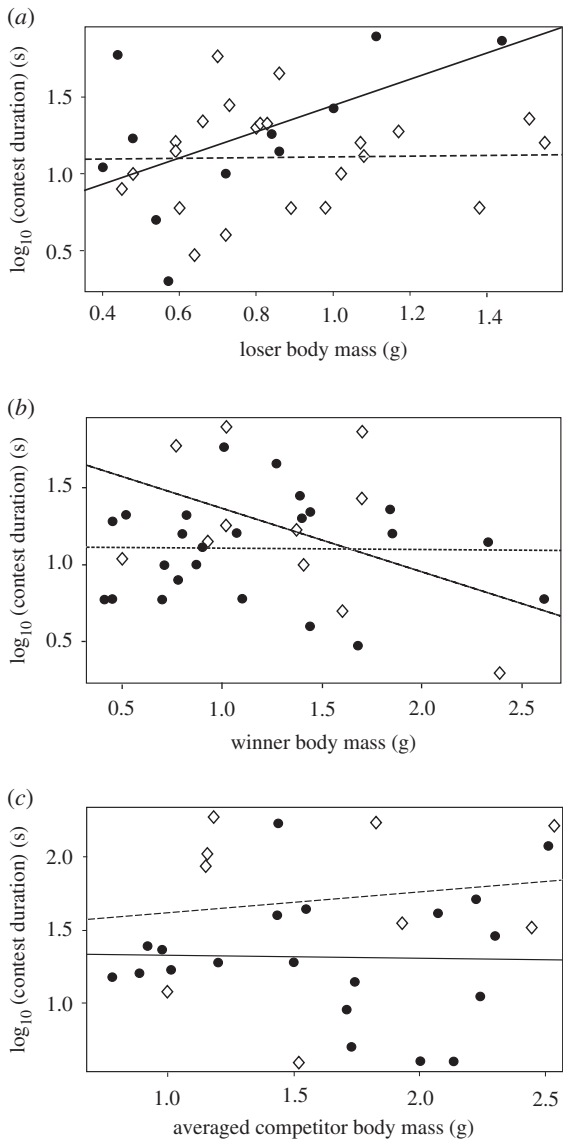 (a)
log10 (contest duration) (s)
1.5
1.0
0.5
0.4 0.6 0.8 1.0 1.2 1.4
loser body mass (g)
(b)
log10 (contest duration) (s)
1.5
1.0
0.5
0.5 1.0 1.5 2.0 2.5
winner body mass (g)
(c)
log10 (contest duration) (s)
2.0
1.5
1.0
1.0 1.5 2.0 2.5
averaged competitor body mass (g)